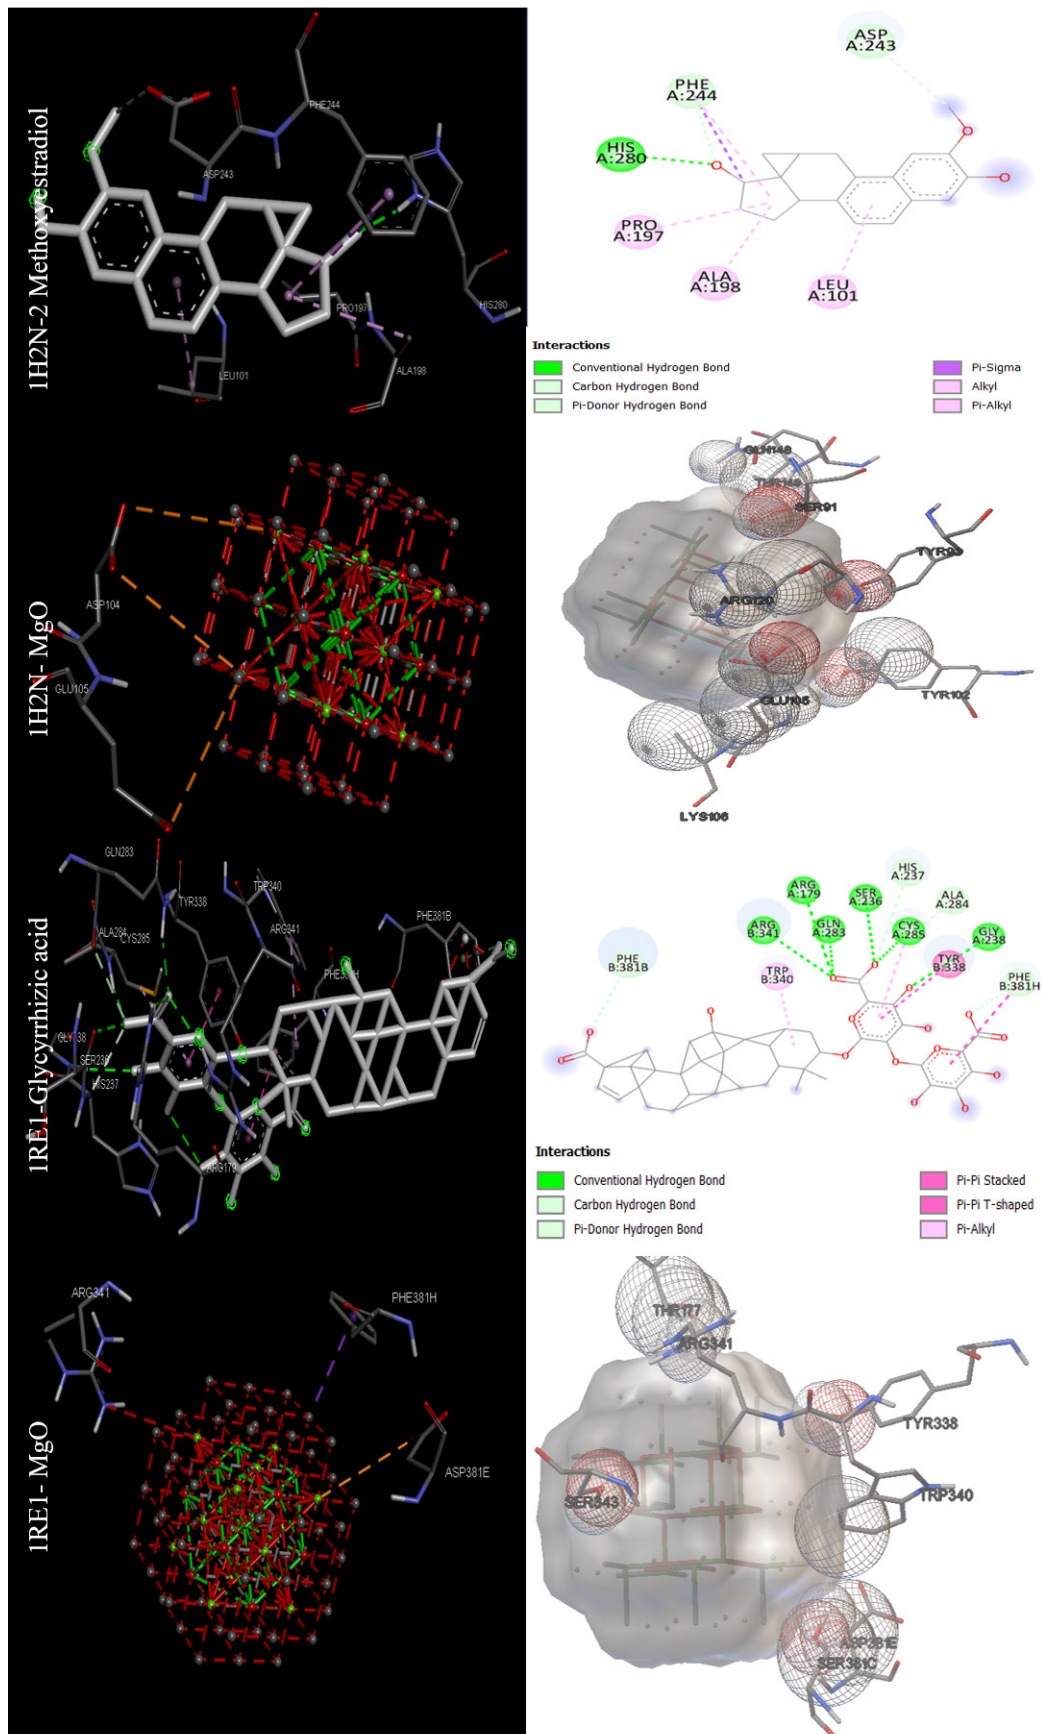 1H2N-2 Methoxyestradiol
PHE244
ASP243
PRO197
HIS280
LEU101
ALA198
ASP
A:243
PHE
A:244
HIS
A:280
PRO
A:197
ALA
A:198
LEU
A:101
Interactions
Conventional Hydrogen Bond
Carbon Hydrogen Bond
Pi-Donor Hydrogen Bond
Pi-Sigma
Alkyl
Pi-Alkyl
1H2N- MgO
ASP104
GLU105
GLN148
THR149
SER91
TYR93
ARG120
GLU105
TYR102
LYS106
1RE1-Glycyrrhizic acid
GLN283
TYR338
TRP340
ALA284
CYS285
ARG341
PHE381B
GLY238
SER236
HIS237
ARG179
ARG
A:179
SER
A:236
HIS
A:237
ALA
A:284
ARG
B:341
GLN
A:283
CYS
A:285
GLY
A:238
PHE
B:381B
TRP
B:340
TYR
B:338
PHE
B:381H
Interactions
Conventional Hydrogen Bond
Carbon Hydrogen Bond
Pi-Donor Hydrogen Bond
Pi-Pi Stacked
Pi-Pi T-shaped
Pi-Alkyl
1RE1- MgO
ARG341
PHE381H
ASP381E
THR177
ARG341
TYR338
SER343
TRP340
ASP381E
SER381C